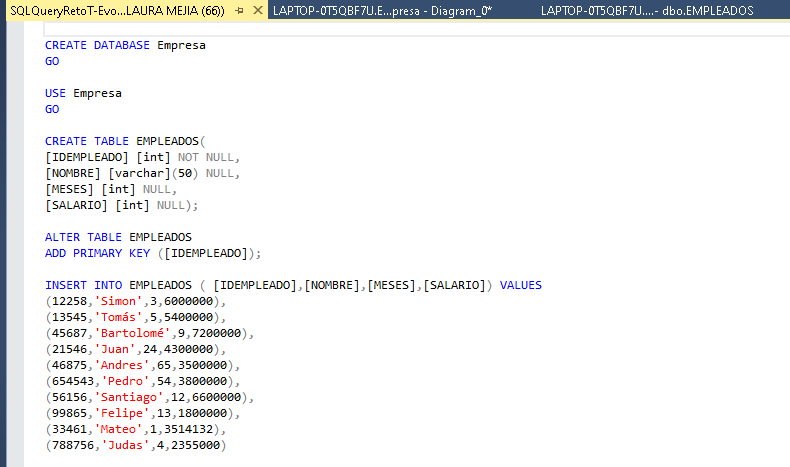 SQLQueryRetoT-Evo...LAURA MEJIA (66)) LAPTOP-0T5QBF7U.E...presa - Diagram_0* LAPTOP-0T5QBF7U....- dbo.EMPLEADOS
CREATE DATABASE Empresa
GO
USE Empresa
GO
CREATE TABLE EMPLEADOS(
[IDEMPLEADO] [int] NOT NULL,
[NOMBRE] [varchar](50) NULL,
[MESES] [int] NULL,
[SALARIO] [int] NULL);
ALTER TABLE EMPLEADOS
ADD PRIMARY KEY ([IDEMPLEADO]);
INSERT INTO EMPLEADOS ( [IDEMPLEADO],[NOMBRE],[MESES],[SALARIO]) VALUES
(12258,'Simon',3,6000000),
(13545,'Tomás',5,5400000),
(45687,'Bartolomé',9,7200000),
(21546,'Juan',24,4300000),
(46875,'Andres',65,3500000),
(654543,'Pedro',54,3800000),
(56156,'Santiago',12,6600000),
(99865,'Felipe',13,1800000),
(33461,'Mateo',1,3514132),
(788756,'Judas',4,2355000)